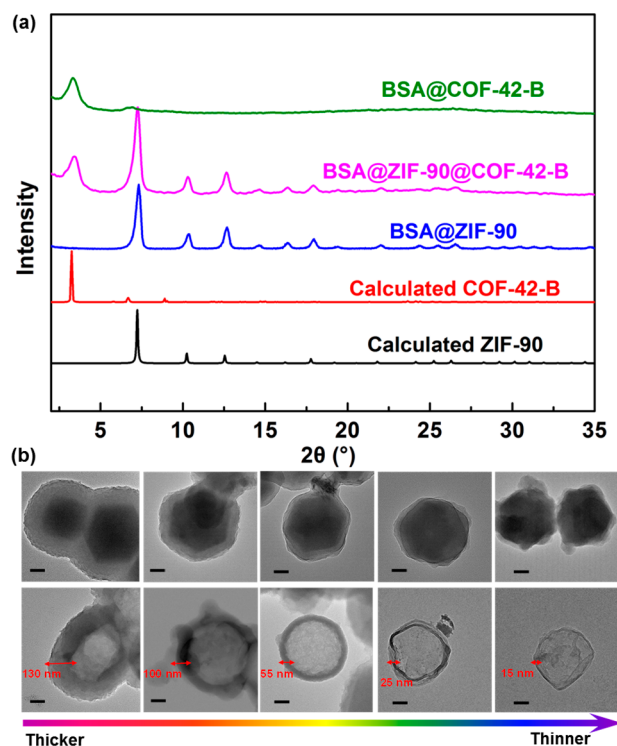 (a)
BSA@COF-42-B
BSA@ZIF-90@COF-42-B
BSA@ZIF-90
Calculated COF-42-B
Calculated ZIF-90
Intensity
5 10 15 20 25 30 35
2θ (°)
(b)
130 nm 100 nm 55 nm 25 nm 15 nm
Thicker Thinner